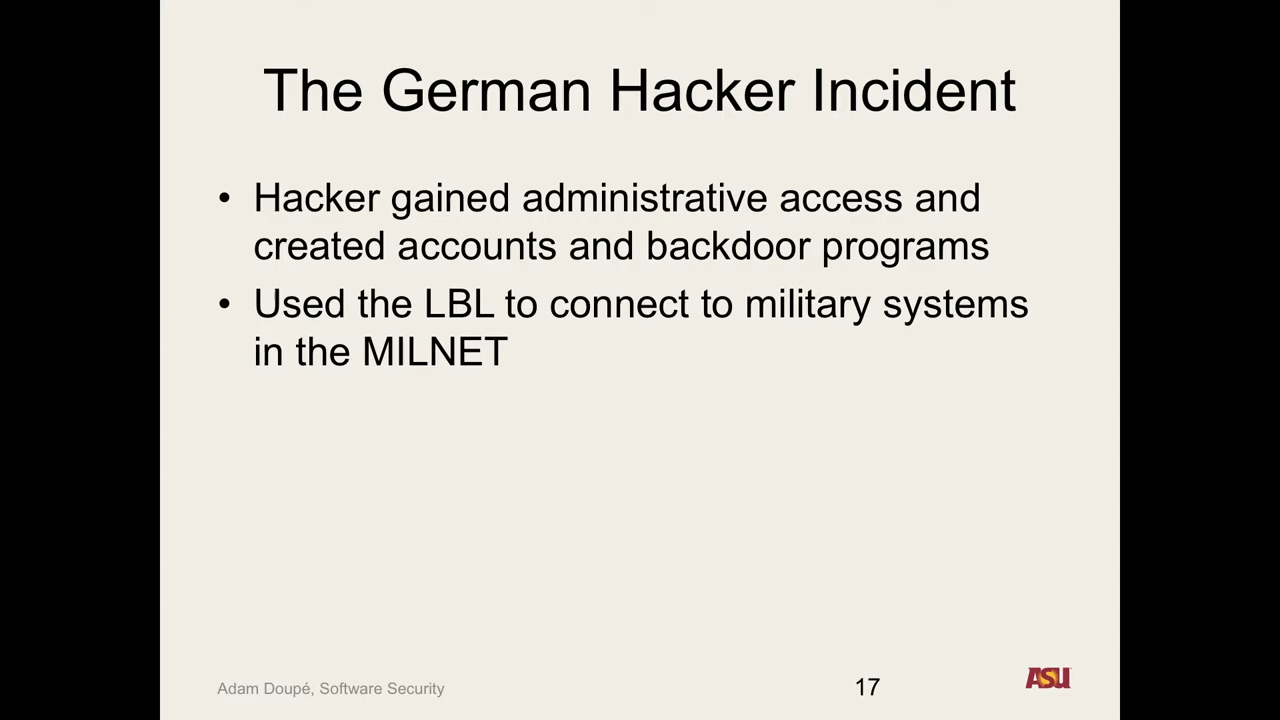 The German Hacker Incident
• Hacker gained administrative access and
created accounts and backdoor programs
• Used the LBL to connect to military systems
in the MILNET
Adam Doupé, Software Security
17
ASU